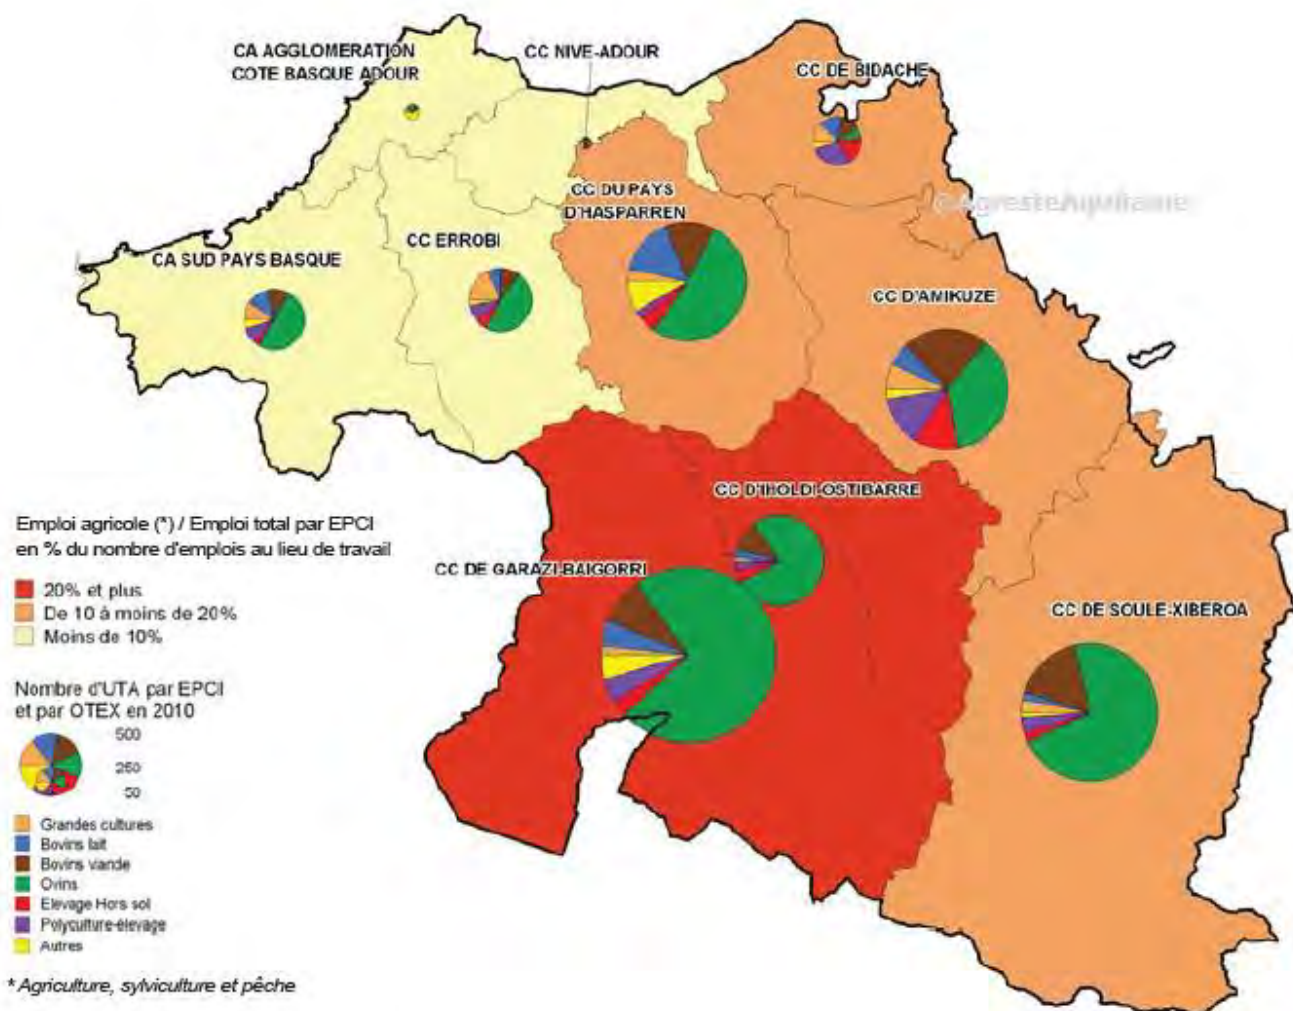 CA AGGLOMERATION
COTE BASQUE ADOUR
CC NIVE-ADOUR
CC DE BIDACHE
CC DU PAYS
D'HASPARREN
© AgresteAquitaine
CC ERROBI
CA SUD PAYS BASQUE
CC D'AMIKUZE
CC D'IHOLDI-OSTIBARRE
CC DE GARAZI-BAIGORRI
CC DE SOULE-XIBEROA
Emploi agricole (*) / Emploi total par EPCI
en % du nombre d'emplois au lieu de travail
20% et plus
De 10 à moins de 20%
Moins de 10%
Nombre d'UTA par EPCI
et par OTEX en 2010
500
250
50
Grandes cultures
Bovins lait
Bovins viande
Ovins
Elevage Hors sol
Polyculture-élevage
Autres
* Agriculture, sylviculture et pêche